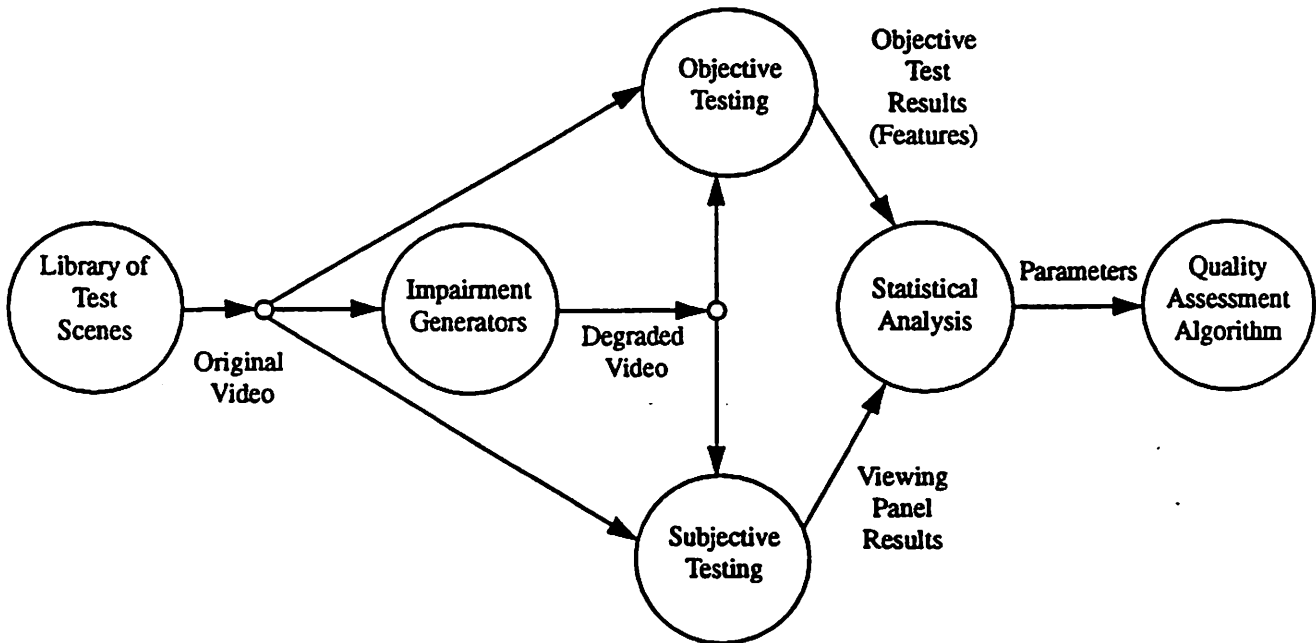 Library of
Test
Scenes
Original
Video
Impairment
Generators
Degraded
Video
Objective
Testing
Objective
Test
Results
(Features)
Subjective
Testing
Viewing
Panel
Results
Statistical
Analysis
Parameters
Quality
Assessment
Algorithm